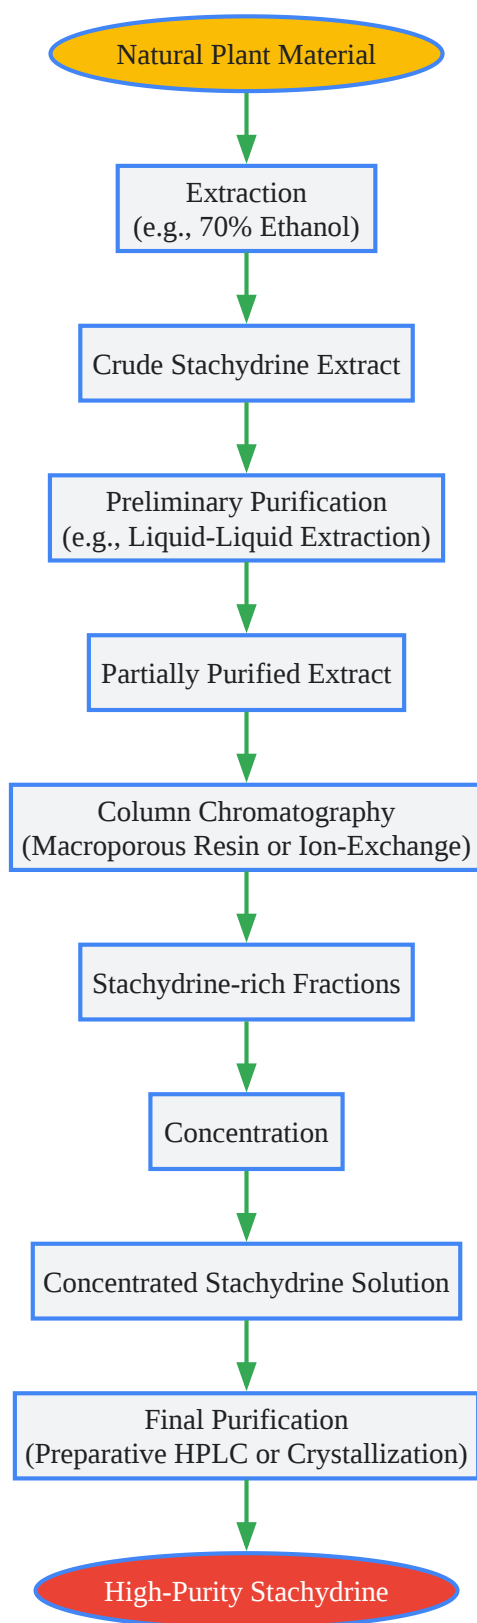 Natural Plant Material
Extraction
(e.g., 70% Ethanol)
Crude Stachydrine Extract
Preliminary Purification
(e.g., Liquid-Liquid Extraction)
Partially Purified Extract
Column Chromatography
(Macroporous Resin or Ion-Exchange)
Stachydrine-rich Fractions
Concentration
Concentrated Stachydrine Solution
Final Purification
(Preparative HPLC or Crystallization)
High-Purity Stachydrine